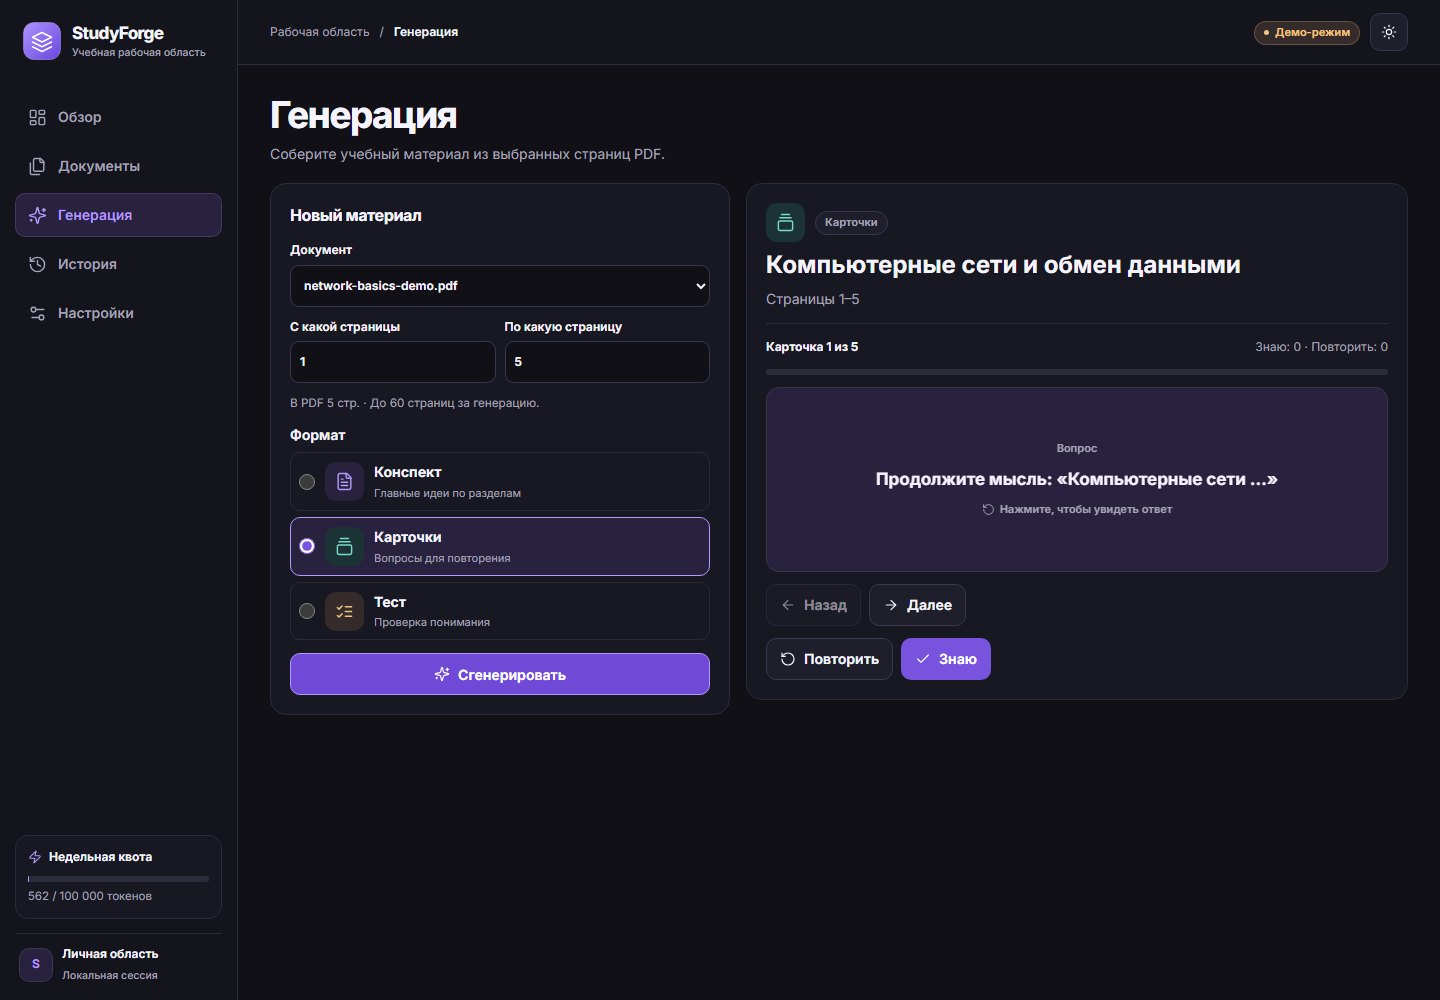 StudyForge
Учебная рабочая область
Обзор
Документы
Генерация
История
Настройки
Недельная квота
562 / 100 000 токенов
S
Личная область
Локальная сессия
Рабочая область / Генерация
Демо-режим
Генерация
Соберите учебный материал из выбранных страниц PDF.
Новый материал
Документ
network-basics-demo.pdf
С какой страницы
По какую страницу
1
5
В PDF 5 стр. · До 60 страниц за генерацию.
Формат
Конспект
Главные идеи по разделам
Карточки
Вопросы для повторения
Тест
Проверка понимания
Сгенерировать
Карточки
Компьютерные сети и обмен данными
Страницы 1–5
Карточка 1 из 5
Знаю: 0 · Повторить: 0
Вопрос
Продолжите мысль: «Компьютерные сети …»
Нажмите, чтобы увидеть ответ
Назад
Далее
Повторить
Знаю